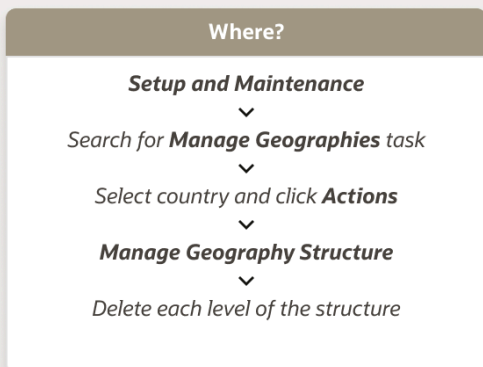 Where?
Setup and Maintenance
Search for Manage Geographies task
Select country and click Actions
Manage Geography Structure
Delete each level of the structure